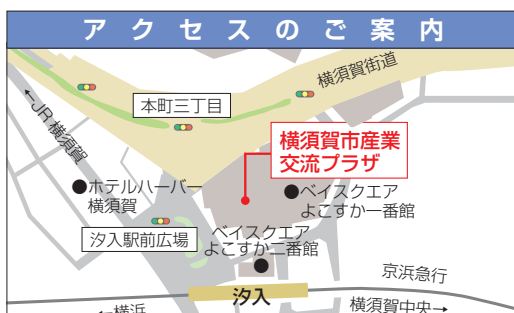 アクセスのご案内
横須賀街道
本町三丁目
←JR横須賀
横須賀市産業
交流プラザ
ホテルハーバー
横須賀
ベイスクエア
よこすか一番館
汐入駅前広場
ベイスクエア
よこすか二番館
京浜急行
汐入
←横浜
横須賀中央→